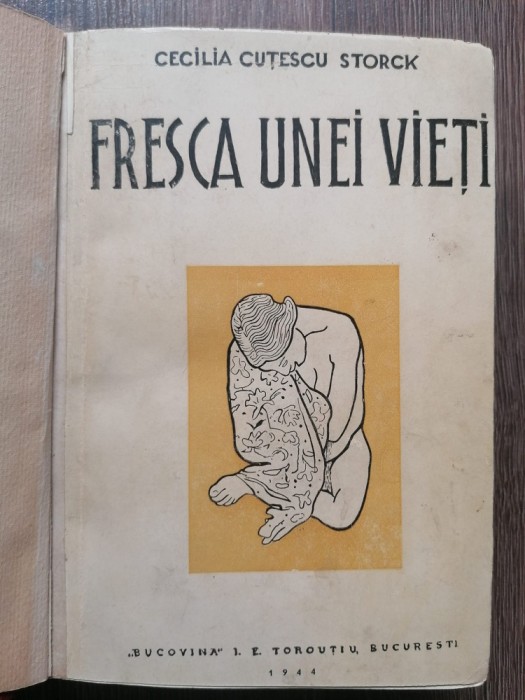 CECILIA CUȚESCU STORCK
FRESCA UNEI VIEȚI
„BUCOVINA" I. E. TOROUȚIU, BUCUREȘTI
1944